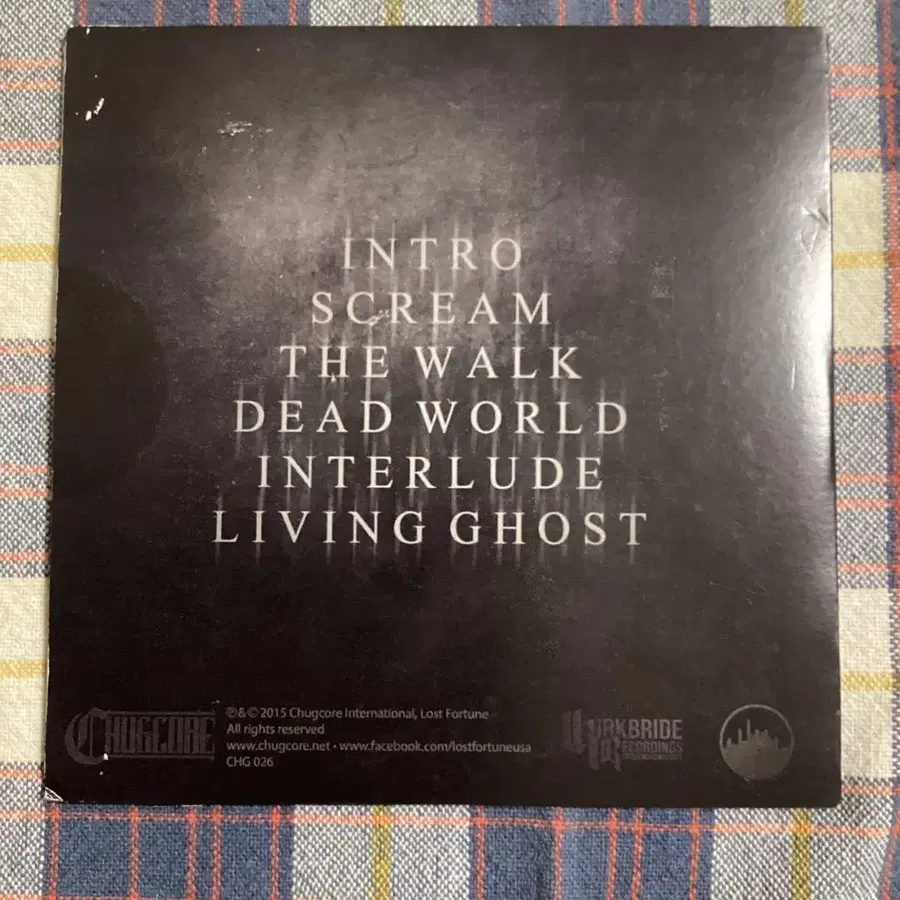 INTRO
SCREAM
THE WALK
DEAD WORLD
INTERLUDE
LIVING GHOST
CHUGCORE
℗&© 2015 Chugcore International, Lost Fortune
All rights reserved
www.chugcore.net • www.facebook.com/lostfortuneusa
CHG 026
KIRKBRIDE
RECORDINGS